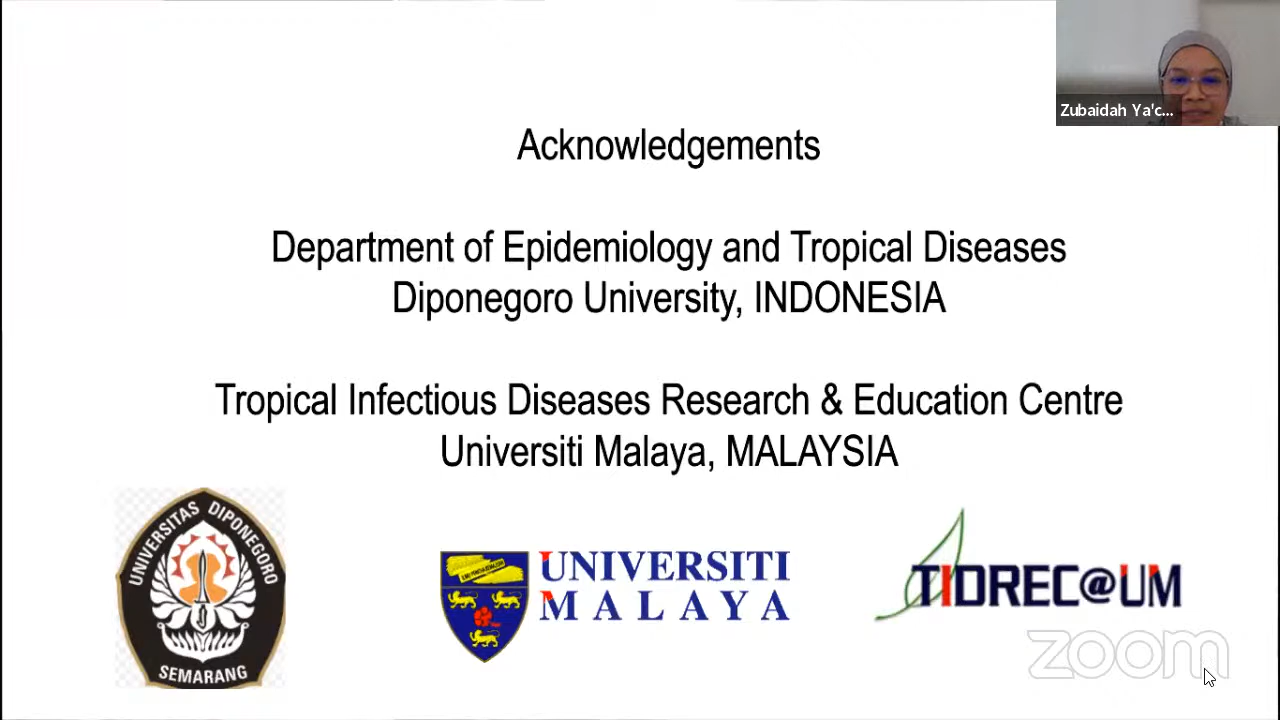 Zubaidah Ya'c...
Acknowledgements
Department of Epidemiology and Tropical Diseases
Diponegoro University, INDONESIA
Tropical Infectious Diseases Research & Education Centre
Universiti Malaya, MALAYSIA
UNIVERSITAS DIPONEGORO
SEMARANG
UNIVERSITI
MALAYA
TIDREC@UM
zoom